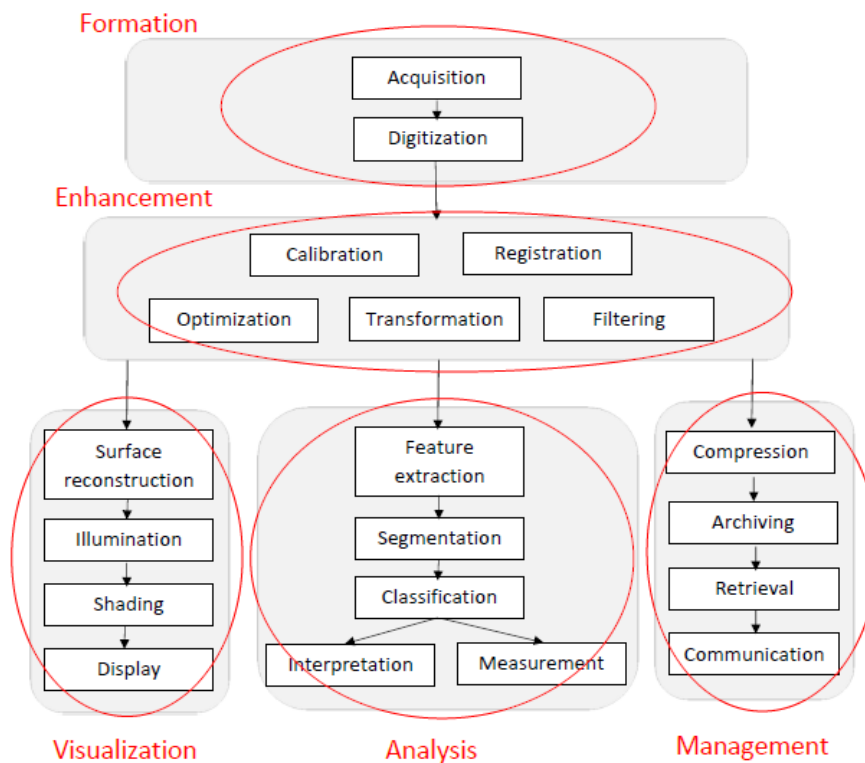 Formation
Acquisition
Digitization
Enhancement
Calibration
Registration
Optimization
Transformation
Filtering
Surface
reconstruction
Illumination
Shading
Display
Visualization
Feature
extraction
Segmentation
Classification
Interpretation
Measurement
Analysis
Compression
Archiving
Retrieval
Communication
Management